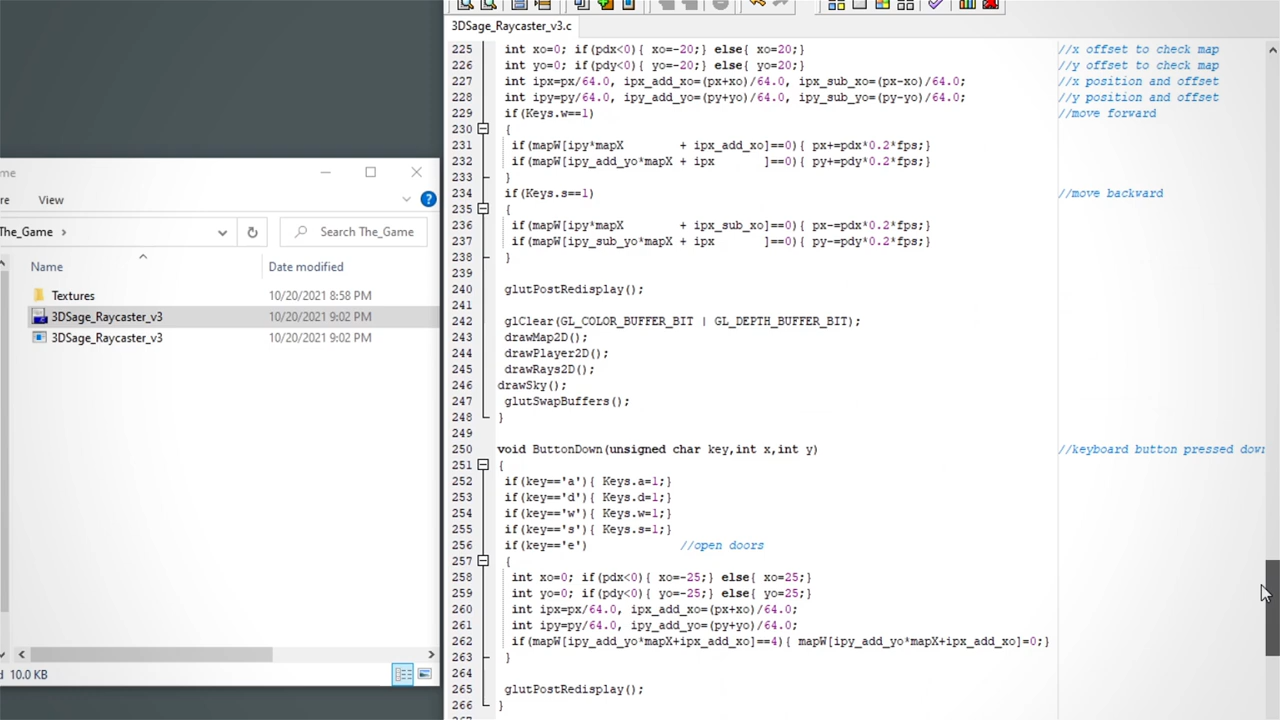 me
re
View
The_Game
Search The_Game
Name
Date modified
Textures
10/20/2021 8:58 PM
3DSage_Raycaster_v3
10/20/2021 9:02 PM
3DSage_Raycaster_v3
10/20/2021 9:02 PM
d 10.0 KB
3DSage_Raycaster_v3.c
225 int xo=0; if(pdx<0){ xo=-20;} else{ xo=20;} //x offset to check map
226 int yo=0; if(pdy<0){ yo=-20;} else{ yo=20;} //y offset to check map
227 int ipx=px/64.0, ipx_add_xo=(px+xo)/64.0, ipx_sub_xo=(px-xo)/64.0; //x position and offset
228 int ipy=py/64.0, ipy_add_yo=(py+yo)/64.0, ipy_sub_yo=(py-yo)/64.0; //y position and offset
229 if(Keys.w==1) //move forward
230 {
231 if(mapW[ipy*mapX + ipx_add_xo]==0){ px+=pdx*0.2*fps;}
232 if(mapW[ipy_add_yo*mapX + ipx ]==0){ py+=pdy*0.2*fps;}
233 }
234 if(Keys.s==1) //move backward
235 {
236 if(mapW[ipy*mapX + ipx_sub_xo]==0){ px-=pdx*0.2*fps;}
237 if(mapW[ipy_sub_yo*mapX + ipx ]==0){ py-=pdy*0.2*fps;}
238 }
239
240 glutPostRedisplay();
241
242 glClear(GL_COLOR_BUFFER_BIT | GL_DEPTH_BUFFER_BIT);
243 drawMap2D();
244 drawPlayer2D();
245 drawRays2D();
246 drawSky();
247 glutSwapBuffers();
248 }
249
250 void ButtonDown(unsigned char key,int x,int y) //keyboard button pressed down
251 {
252 if(key=='a'){ Keys.a=1;}
253 if(key=='d'){ Keys.d=1;}
254 if(key=='w'){ Keys.w=1;}
255 if(key=='s'){ Keys.s=1;}
256 if(key=='e') //open doors
257 {
258 int xo=0; if(pdx<0){ xo=-25;} else{ xo=25;}
259 int yo=0; if(pdy<0){ yo=-25;} else{ yo=25;}
260 int ipx=px/64.0, ipx_add_xo=(px+xo)/64.0;
261 int ipy=py/64.0, ipy_add_yo=(py+yo)/64.0;
262 if(mapW[ipy_add_yo*mapX+ipx_add_xo]==4){ mapW[ipy_add_yo*mapX+ipx_add_xo]=0;}
263 }
264
265 glutPostRedisplay();
266 }